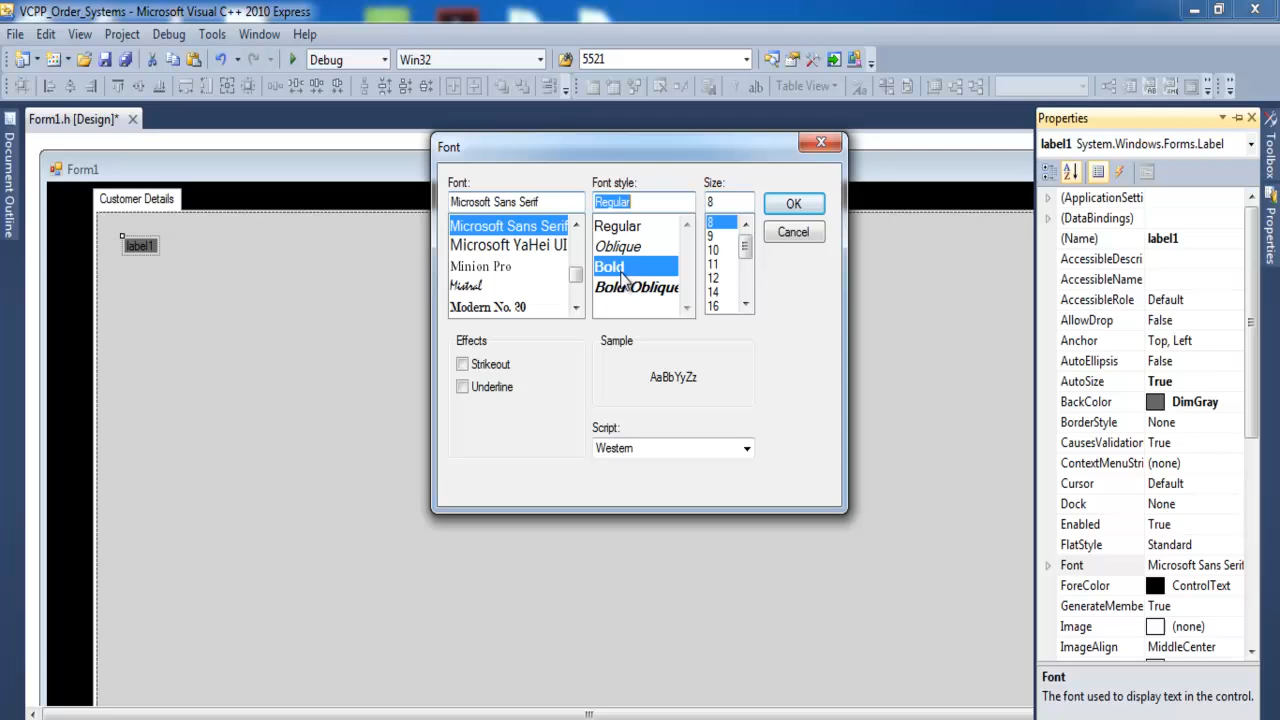 VCPP_Order_Systems - Microsoft Visual C++ 2010 Express
File Edit View Project Debug Tools Window Help
Debug Win32 5521
Table View
Form1.h [Design]*
Document Outline
Form1
Customer Details
label1
Font
Font: Font style: Size:
Microsoft Sans Serif Regular 8
Microsoft Sans Serif Regular 8
Microsoft YaHei UI Oblique 9
Minion Pro Bold 10
Mistral Bold Oblique 11
Modern No. 20 12
14
16
OK
Cancel
Effects
Strikeout
Underline
Sample
AaBbYyZz
Script:
Western
Properties
label1 System.Windows.Forms.Label
(ApplicationSetti
(DataBindings)
(Name) label1
AccessibleDescri
AccessibleName
AccessibleRole Default
AllowDrop False
Anchor Top, Left
AutoEllipsis False
AutoSize True
BackColor DimGray
BorderStyle None
CausesValidation True
ContextMenuStri (none)
Cursor Default
Dock None
Enabled True
FlatStyle Standard
Font Microsoft Sans Serif
ForeColor ControlText
GenerateMembe True
Image (none)
ImageAlign MiddleCenter
Font
The font used to display text in the control.
Toolbox
Properties